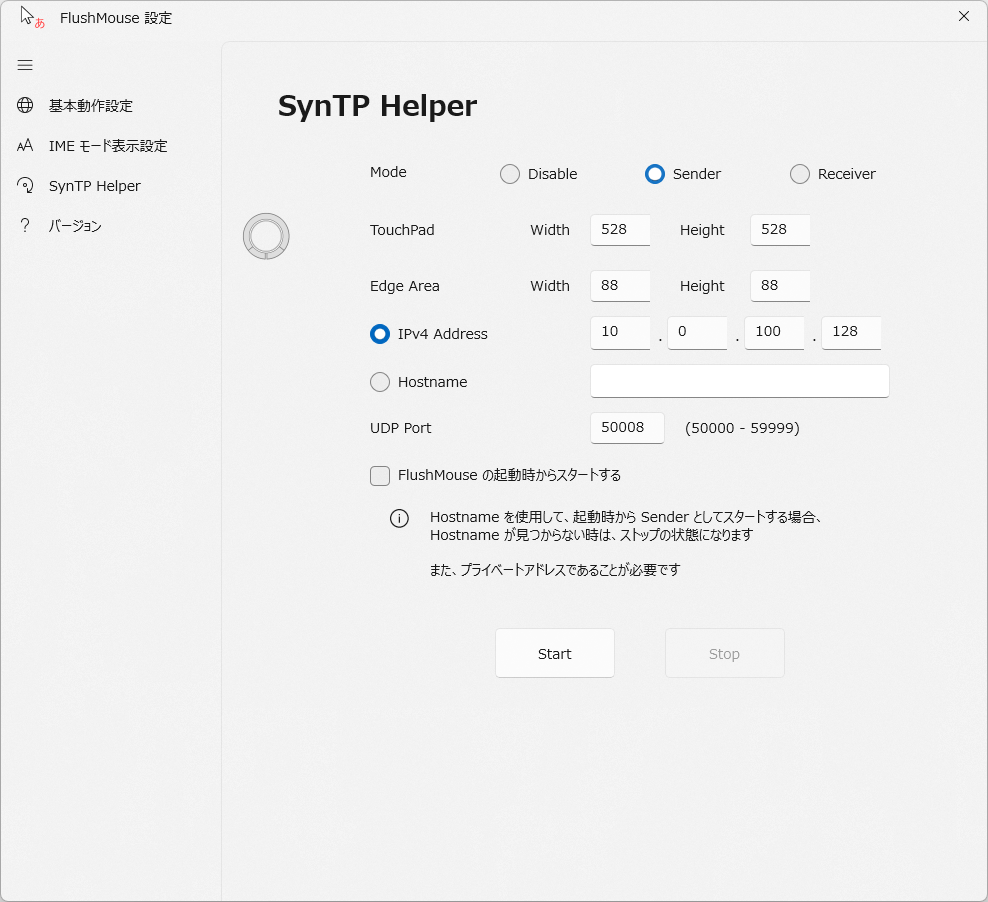 あ FlushMouse 設定
基本動作設定
IME モード表示設定
SynTP Helper
? バージョン
SynTP Helper
Mode Disable Sender Receiver
TouchPad Width 528 Height 528
Edge Area Width 88 Height 88
IPv4 Address 10 . 0 . 100 . 128
Hostname
UDP Port 50008 (50000 - 59999)
FlushMouse の起動時からスタートする
Hostname を使用して、起動時から Sender としてスタートする場合、
Hostname が見つからない時は、ストップの状態になります
また、プライベートアドレスであることが必要です
Start Stop